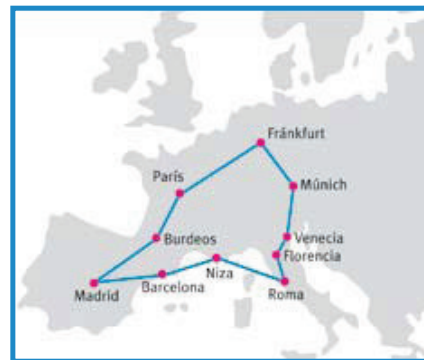 Fránkfurt
París
Múnich
Burdeos
Venecia
Florencia
Niza
Madrid
Barcelona
Roma